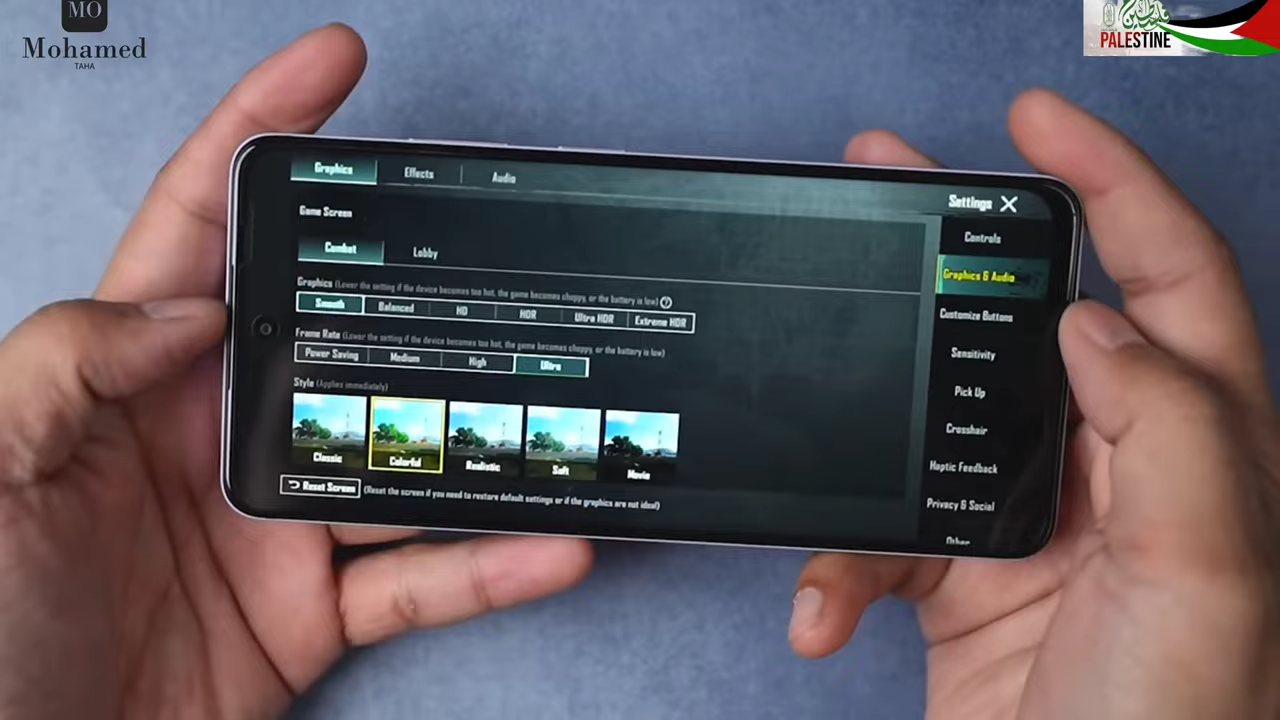 MO
Mohamed
TAHA
فلسطين
PALESTINE
Graphics
Effects
Audio
Settings
Game Screen
Combat
Lobby
Graphics (Lower the setting if the device becomes too hot, the game becomes choppy, or the battery is low) ?
Smooth
Balanced
HD
HDR
Ultra HDR
Extreme HDR
Frame Rate (Lower the setting if the device becomes too hot, the game becomes choppy, or the battery is low)
Power Saving
Medium
High
Ultra
Style (Applies immediately)
Classic
Colorful
Realistic
Soft
Movie
Reset Screen
(Reset the screen if you need to restore default settings or if the graphics are not ideal)
Controls
Graphics & Audio
Customize Buttons
Sensitivity
Pick Up
Crosshair
Haptic Feedback
Privacy & Social
Other